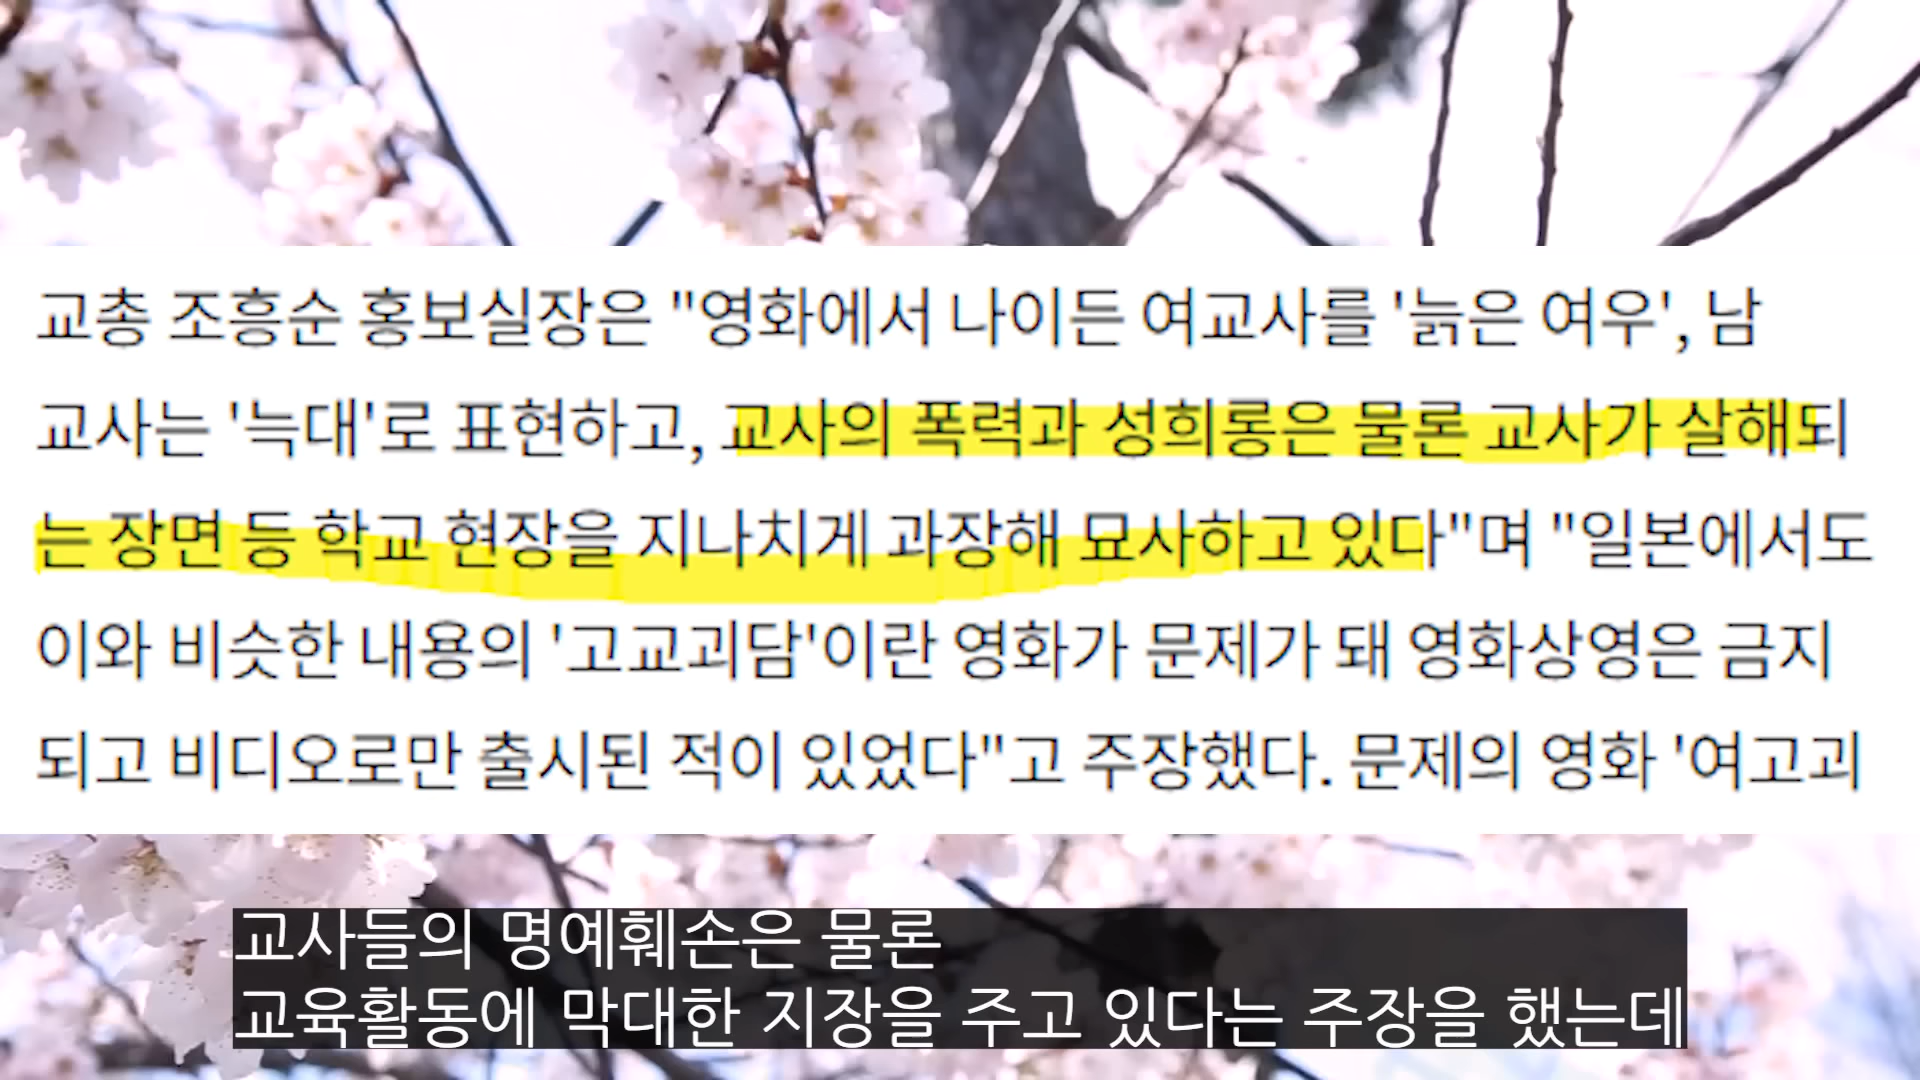 교총 조흥순 홍보실장은 "영화에서 나이든 여교사를 '늙은 여우', 남
교사는 '늑대'로 표현하고, 교사의 폭력과 성희롱은 물론 교사가 살해되
는 장면 등 학교 현장을 지나치게 과장해 묘사하고 있다"며 "일본에서도
이와 비슷한 내용의 '고교괴담'이란 영화가 문제가 돼 영화상영은 금지
되고 비디오로만 출시된 적이 있었다"고 주장했다. 문제의 영화 '여고괴
교사들의 명예훼손은 물론
교육활동에 막대한 지장을 주고 있다는 주장을 했는데